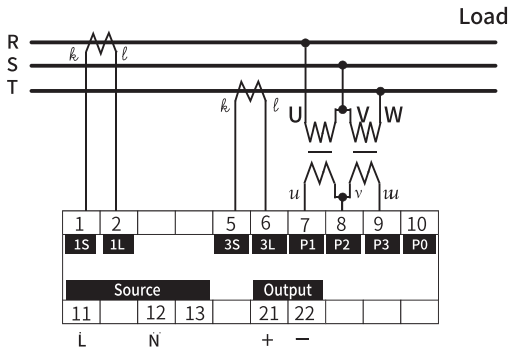 Load
R
S
T
k ℓ
k ℓ U V W
u v w
1 2 5 6 7 8 9 10
1S 1L 3S 3L P1 P2 P3 P0
Source Output
11 12 13 21 22
L N + −